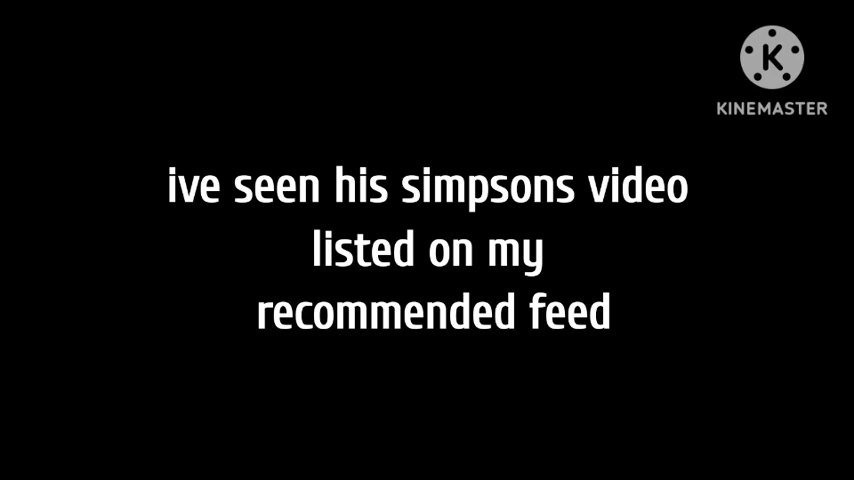 K
KINEMASTER
ive seen his simpsons video
listed on my
recommended feed